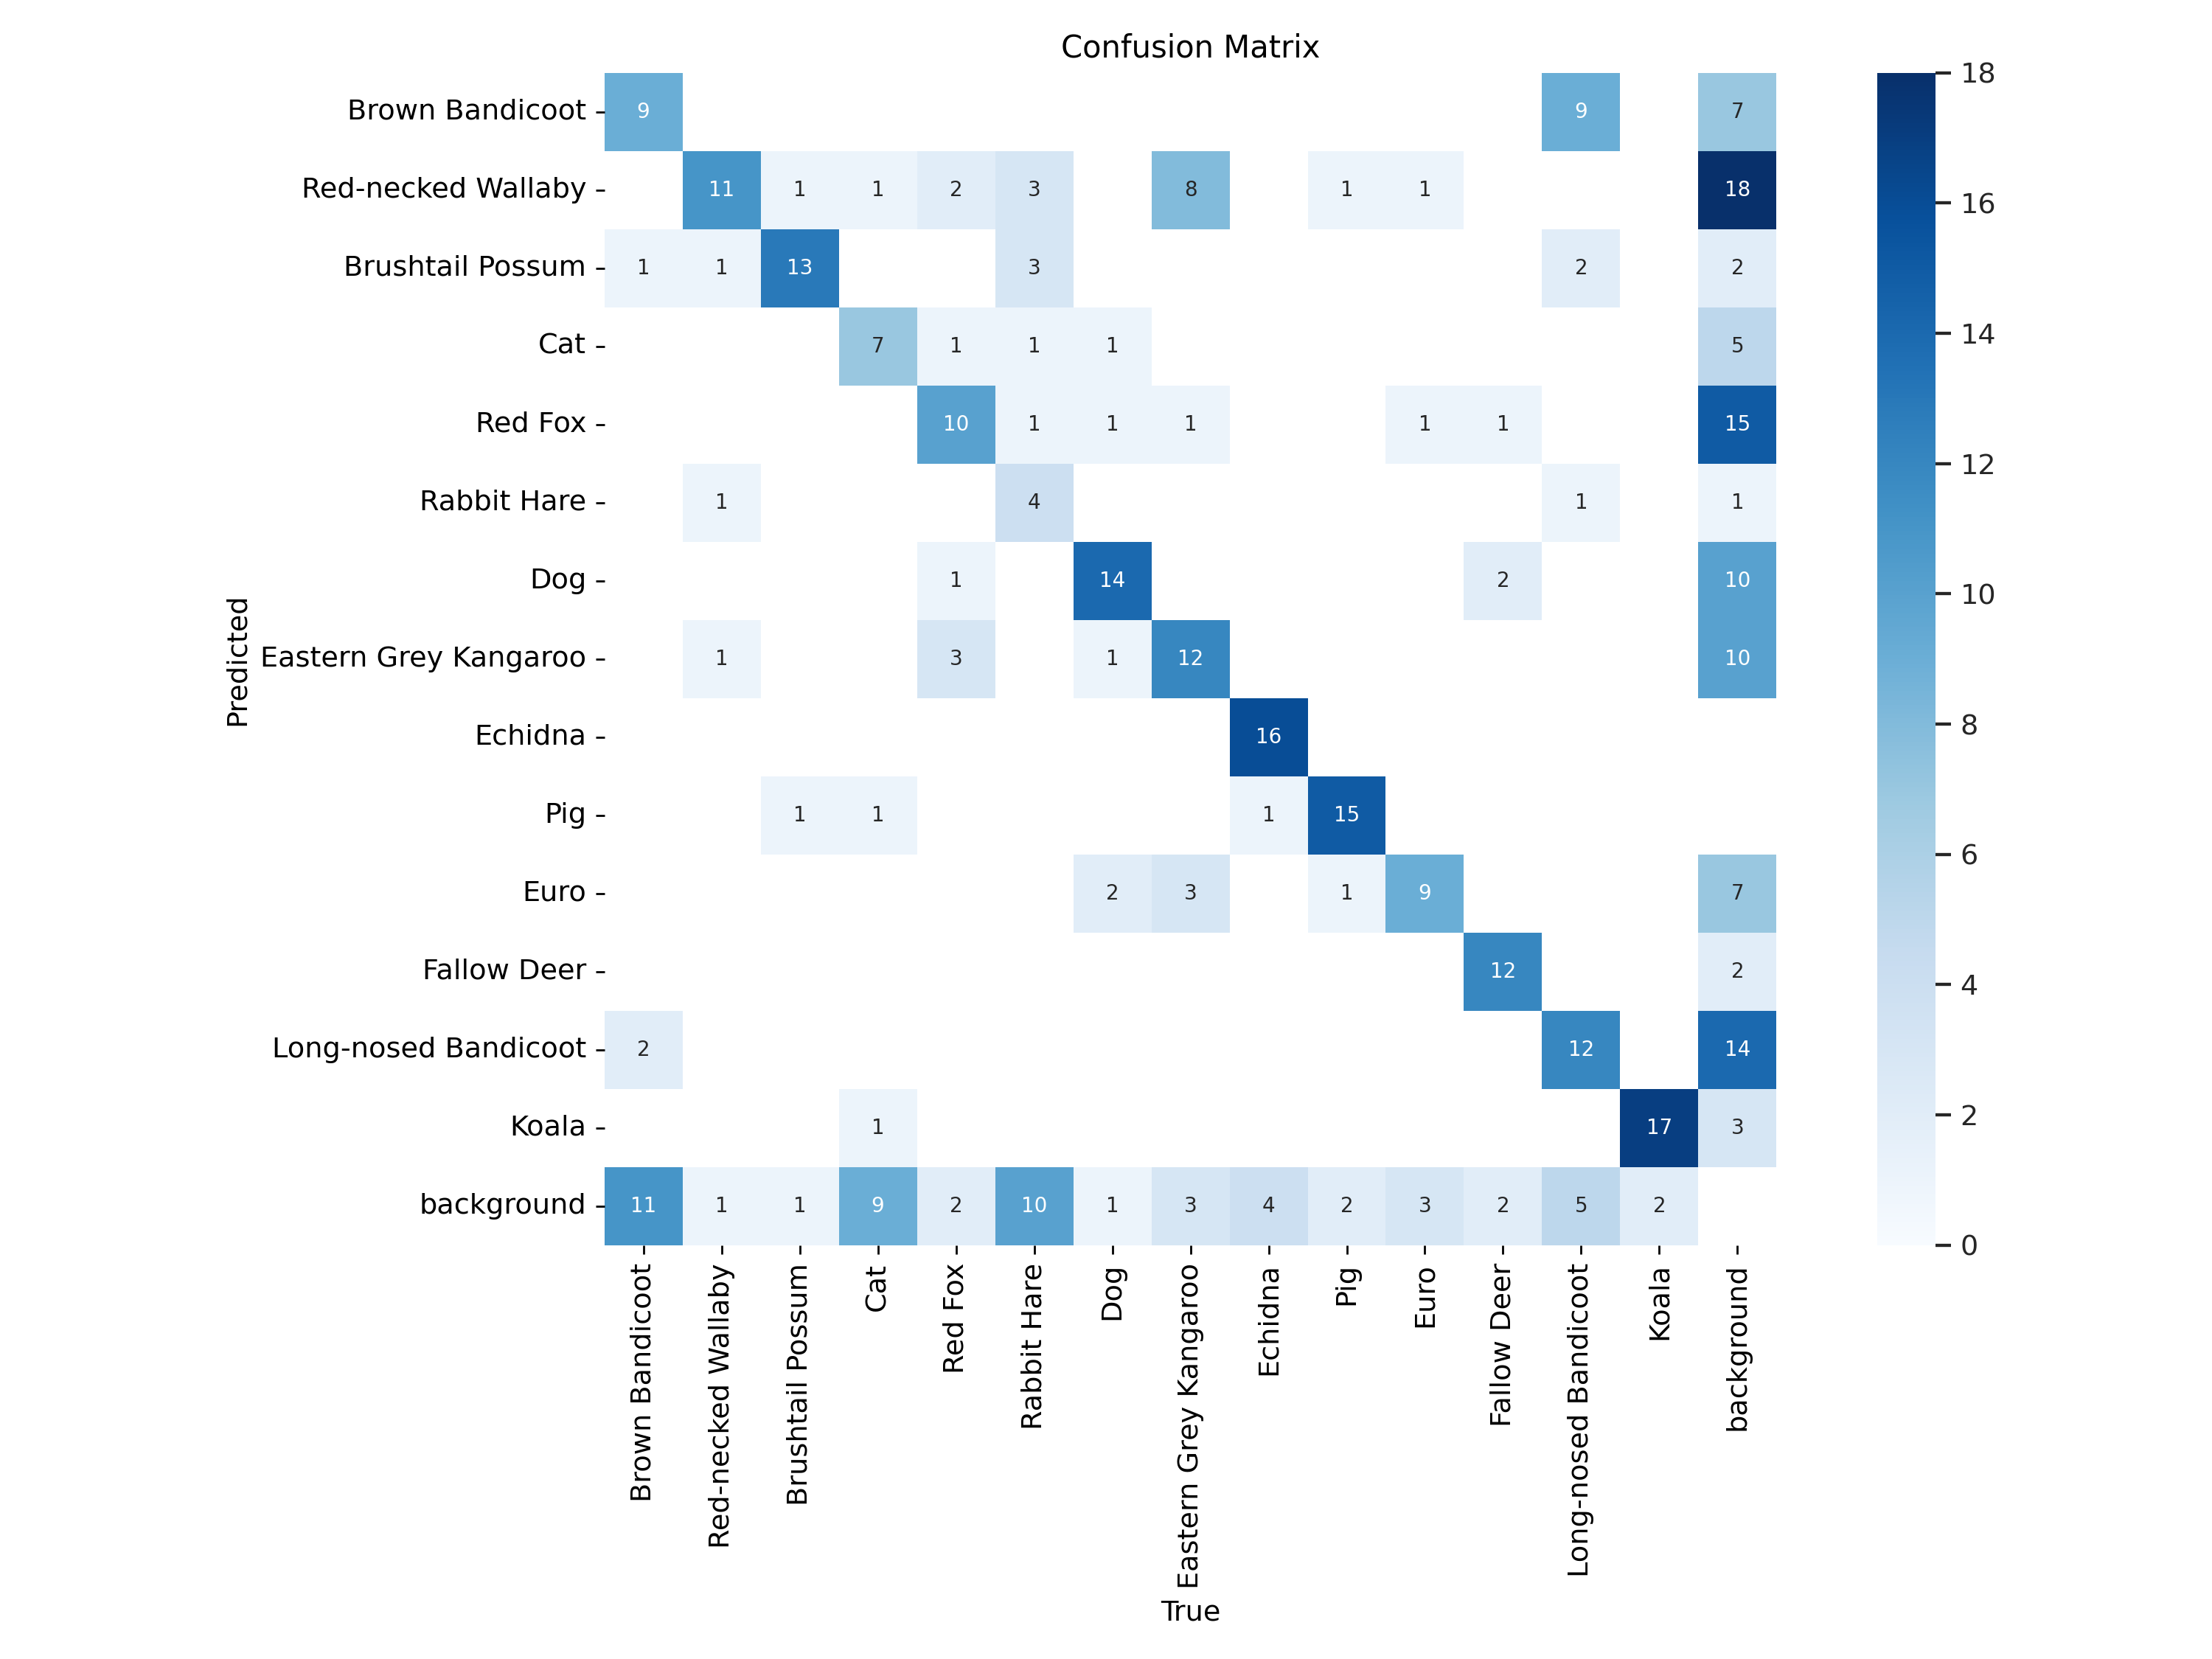 Confusion Matrix
Brown Bandicoot 9 9 7
Red-necked Wallaby 11 1 1 2 3 8 1 1 18
Brushtail Possum 1 1 13 3 2 2
Cat 7 1 1 1 5
Red Fox 10 1 1 1 1 1 15
Rabbit Hare 1 4 1 1
Dog 1 14 2 10
Eastern Grey Kangaroo 1 3 1 12 10
Echidna 16
Pig 1 1 1 15
Euro 2 3 1 9 7
Fallow Deer 12 2
Long-nosed Bandicoot 2 12 14
Koala 1 17 3
background 11 1 1 9 2 10 1 3 4 2 3 2 5 2
Predicted
Brown Bandicoot
Red-necked Wallaby
Brushtail Possum
Cat
Red Fox
Rabbit Hare
Dog
Eastern Grey Kangaroo
Echidna
Pig
Euro
Fallow Deer
Long-nosed Bandicoot
Koala
background
True
18
16
14
12
10
8
6
4
2
0